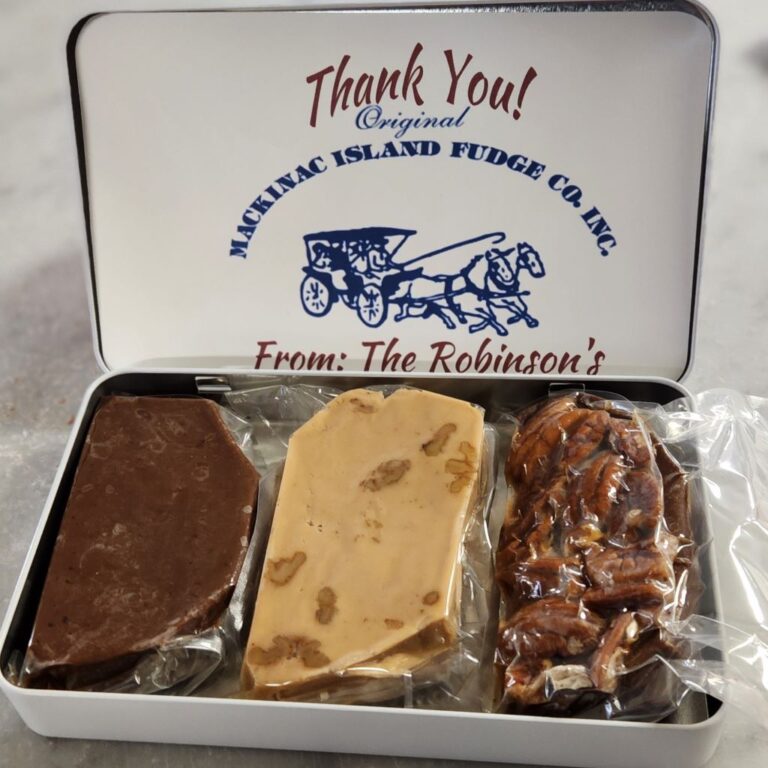 Thank You!
Original
MACKINAC ISLAND FUDGE CO. INC.
From: The Robinson's